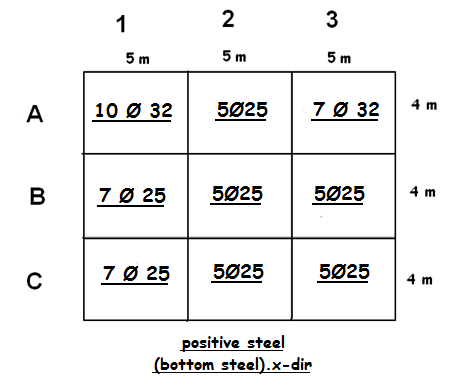 1 2 3
5 m 5 m 5 m
A 10 Ø 32 5Ø25 7 Ø 32 4 m
B 7 Ø 25 5Ø25 5Ø25 4 m
C 7 Ø 25 5Ø25 5Ø25 4 m
positive steel
(bottom steel).x-dir